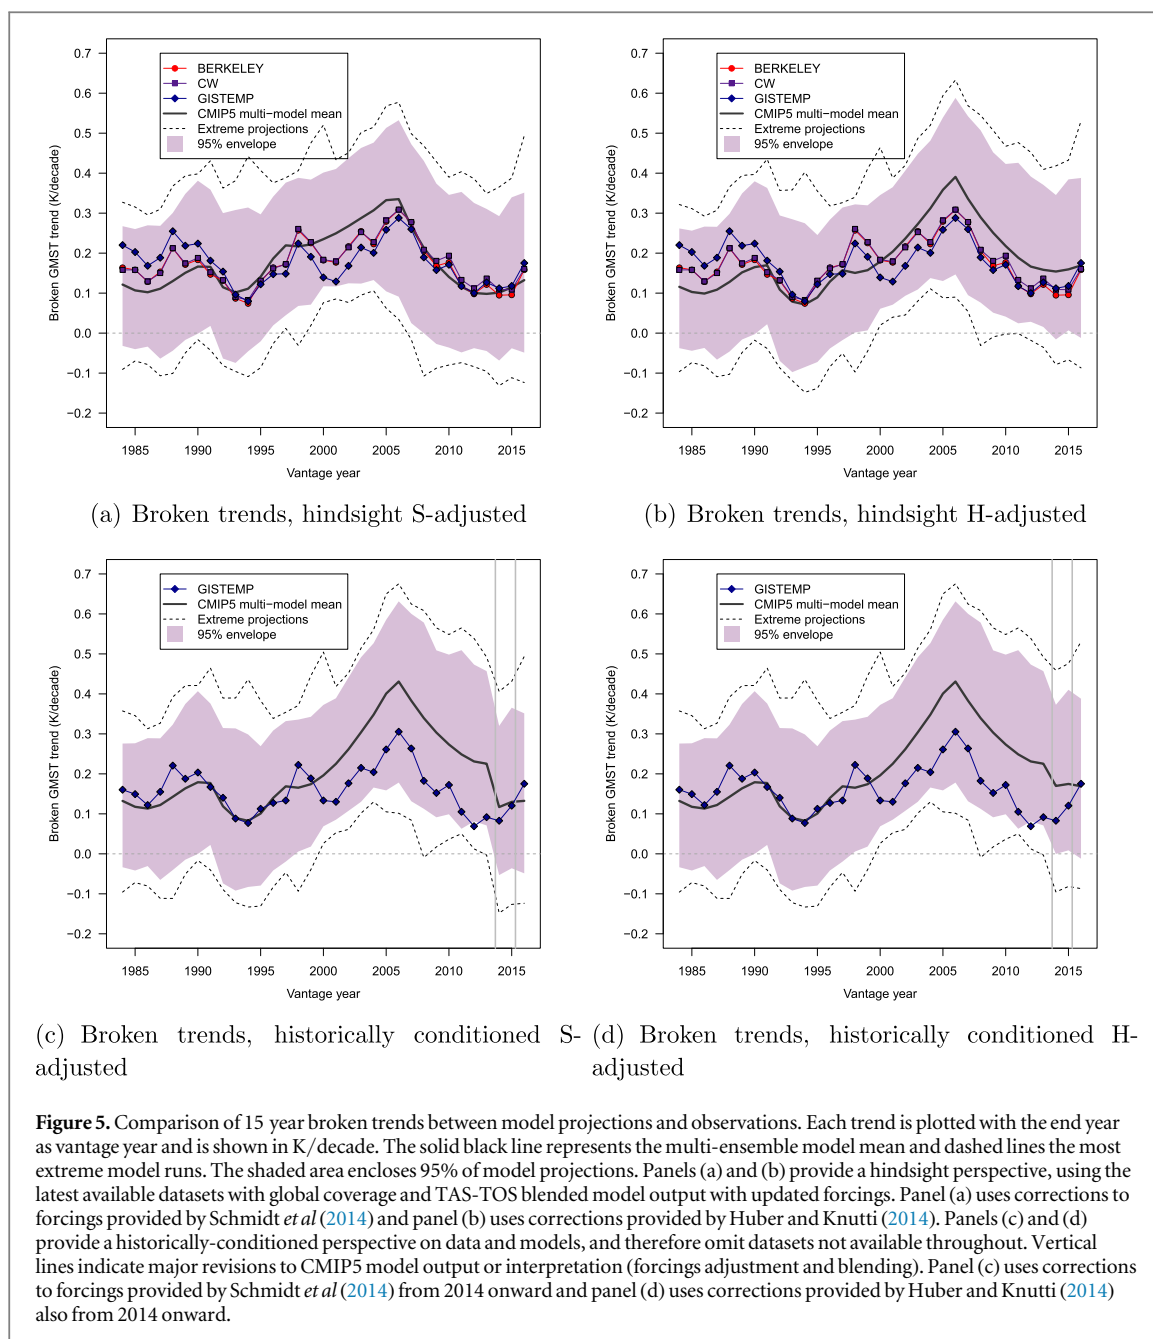 0.7
0.6
0.5
0.4
0.3
0.2
0.1
0.0
−0.1
−0.2
Broken GMST trend (K/decade)
BERKELEY
CW
GISTEMP
CMIP5 multi−model mean
Extreme projections
95% envelope
1985 1990 1995 2000 2005 2010 2015
Vantage year
(a) Broken trends, hindsight S-adjusted
0.7
0.6
0.5
0.4
0.3
0.2
0.1
0.0
−0.1
−0.2
Broken GMST trend (K/decade)
BERKELEY
CW
GISTEMP
CMIP5 multi−model mean
Extreme projections
95% envelope
1985 1990 1995 2000 2005 2010 2015
Vantage year
(b) Broken trends, hindsight H-adjusted
0.7
0.6
0.5
0.4
0.3
0.2
0.1
0.0
−0.1
−0.2
Broken GMST trend (K/decade)
GISTEMP
CMIP5 multi−model mean
Extreme projections
95% envelope
1985 1990 1995 2000 2005 2010 2015
Vantage year
(c) Broken trends, historically conditioned S-
adjusted
0.7
0.6
0.5
0.4
0.3
0.2
0.1
0.0
−0.1
−0.2
Broken GMST trend (K/decade)
GISTEMP
CMIP5 multi−model mean
Extreme projections
95% envelope
1985 1990 1995 2000 2005 2010 2015
Vantage year
(d) Broken trends, historically conditioned H-
adjusted
Figure 5. Comparison of 15 year broken trends between model projections and observations. Each trend is plotted with the end year
as vantage year and is shown in K/decade. The solid black line represents the multi-ensemble model mean and dashed lines the most
extreme model runs. The shaded area encloses 95% of model projections. Panels (a) and (b) provide a hindsight perspective, using the
latest available datasets with global coverage and TAS-TOS blended model output with updated forcings. Panel (a) uses corrections to
forcings provided by Schmidt et al (2014) and panel (b) uses corrections provided by Huber and Knutti (2014). Panels (c) and (d)
provide a historically-conditioned perspective on data and models, and therefore omit datasets not available throughout. Vertical
lines indicate major revisions to CMIP5 model output or interpretation (forcings adjustment and blending). Panel (c) uses corrections
to forcings provided by Schmidt et al (2014) from 2014 onward and panel (d) uses corrections provided by Huber and Knutti (2014)
also from 2014 onward.